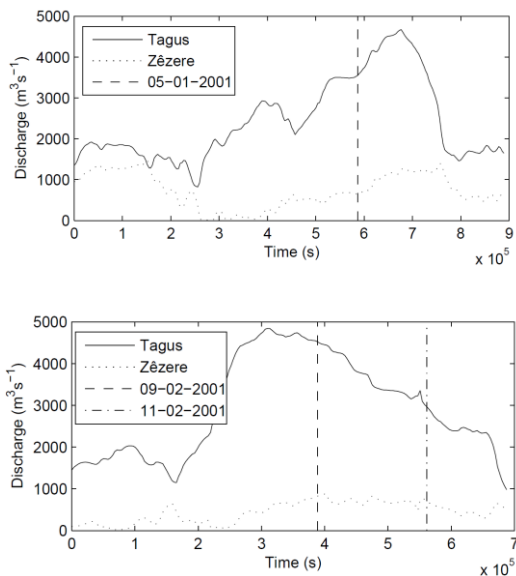 5000
4000
3000
2000
1000
0
Discharge (m³s⁻¹)
Tagus
Zêzere
05−01−2001
0 1 2 3 4 5 6 7 8 9
Time (s)
x 10⁵
5000
4000
3000
2000
1000
0
Discharge (m³s⁻¹)
Tagus
Zêzere
09−02−2001
11−02−2001
0 1 2 3 4 5 6 7
Time (s)
x 10⁵